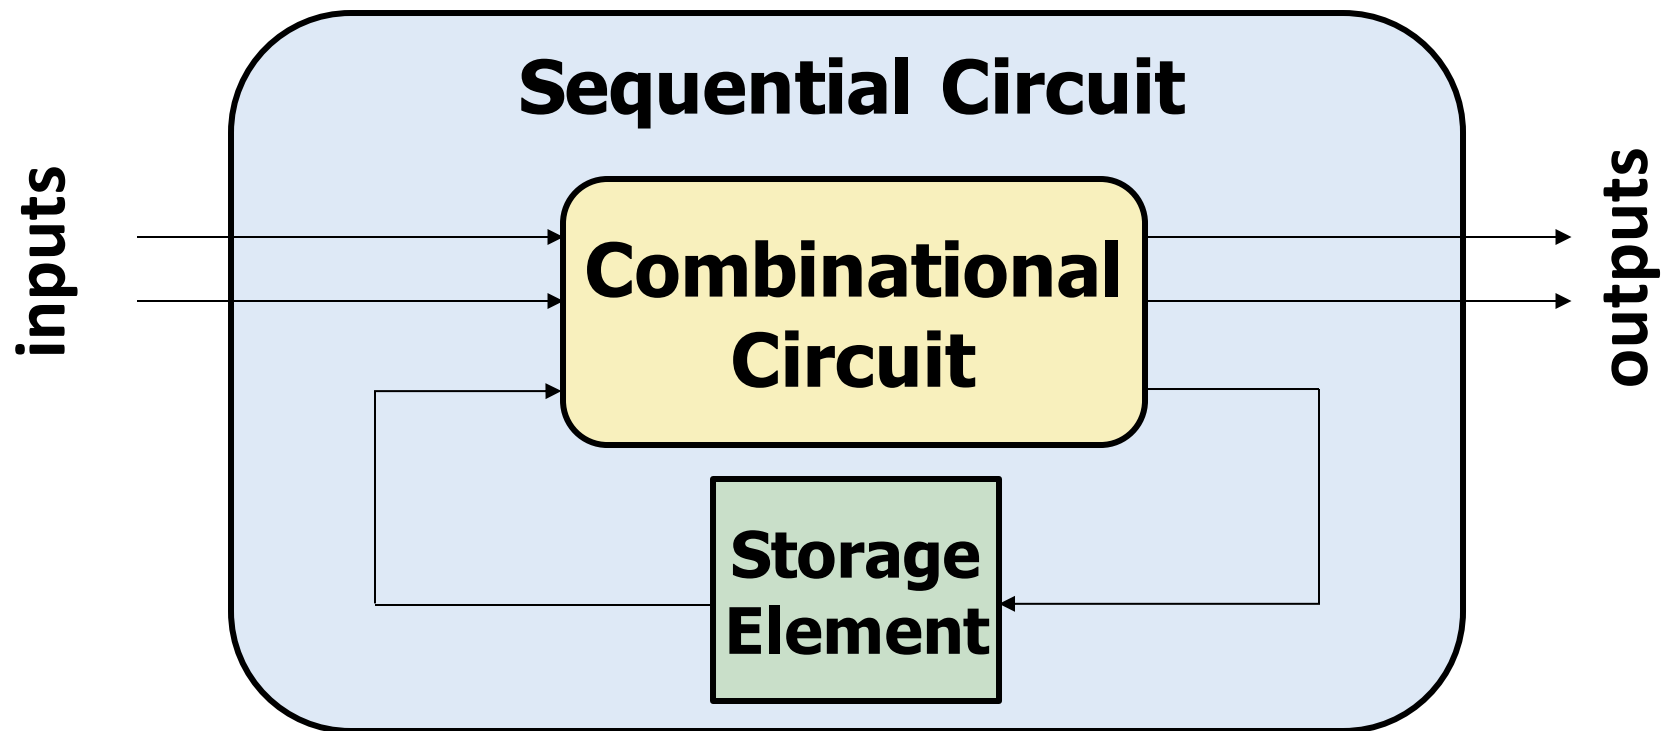 Sequential Circuit
inputs
Combinational
Circuit
outputs
Storage
Element